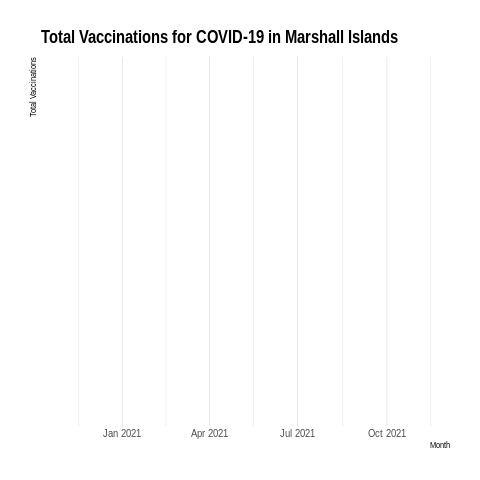 Total Vaccinations for COVID-19 in Marshall Islands
Total Vaccinations
Jan 2021
Apr 2021
Jul 2021
Oct 2021
Month